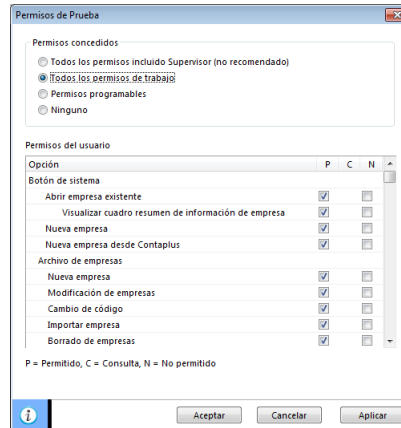 Permisos de Prueba
Permisos concedidos
Todos los permisos incluido Supervisor (no recomendado)
Todos los permisos de trabajo
Permisos programables
Ninguno
Permisos del usuario
Opción P C N
Botón de sistema
Abrir empresa existente
Visualizar cuadro resumen de información de empresa
Nueva empresa
Nueva empresa desde Contaplus
Archivo de empresas
Nueva empresa
Modificación de empresas
Cambio de código
Importar empresa
Borrado de empresas
P = Permitido, C = Consulta, N = No permitido
i Aceptar Cancelar Aplicar